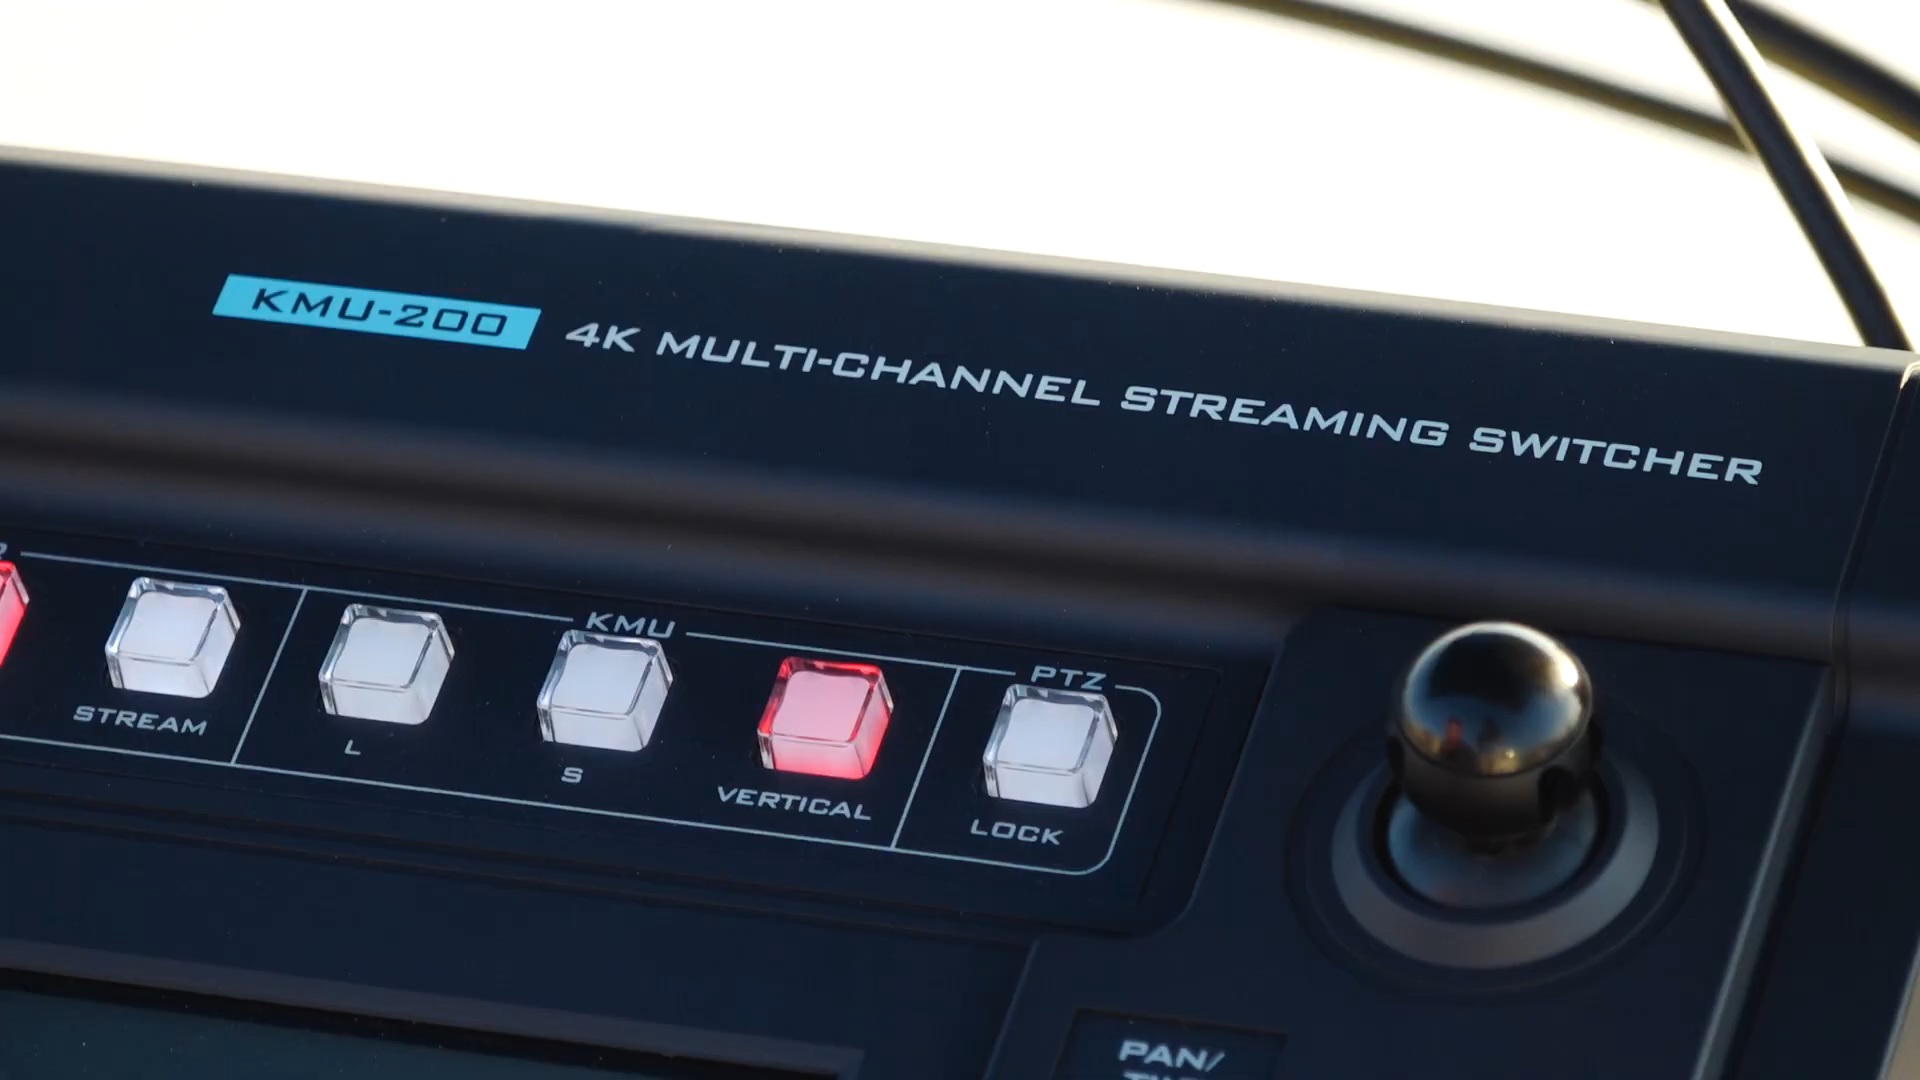 KMU-200 4K MULTI-CHANNEL STREAMING SWITCHER
KMU
PTZ
STREAM
L
S
VERTICAL
LOCK
PAN/